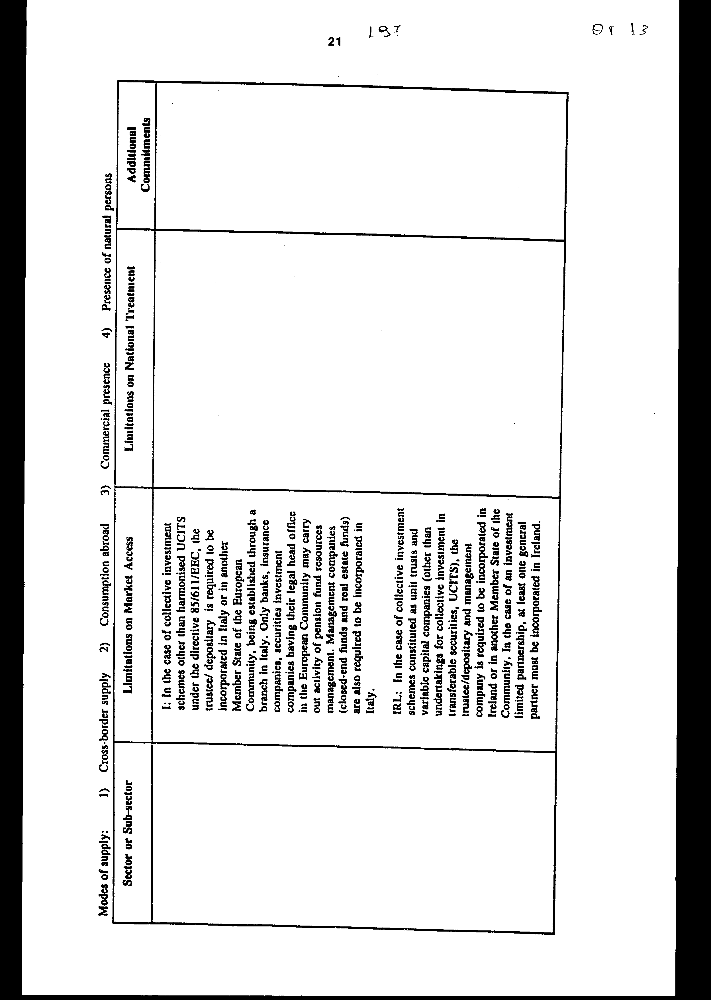 197
Or 13
21
Modes of supply: 1) Cross-border supply 2) Consumption abroad 3) Commercial presence 4) Presence of natural persons
Sector or Sub-sector
Limitations on Market Access
Limitations on National Treatment
Additional
Commitments
I: In the case of collective investment
schemes other than harmonised UCITS
under the directive 85/611/EEC, the
trustee/ depositary is required to be
incorporated in Italy or in another
Member State of the European
Community, being established through a
branch in Italy. Only banks, insurance
companies, securities investment
companies having their legal head office
in the European Community may carry
out activity of pension fund resources
management. Management companies
(closed-end funds and real estate funds)
are also required to be incorporated in
Italy.
IRL: In the case of collective investment
schemes constituted as unit trusts and
variable capital companies (other than
undertakings for collective investment in
transferable securities, UCITS), the
trustee/depositary and management
company is required to be incorporated in
Ireland or in another Member State of the
Community. In the case of an investment
limited partnership, at least one general
partner must be incorporated in Ireland.